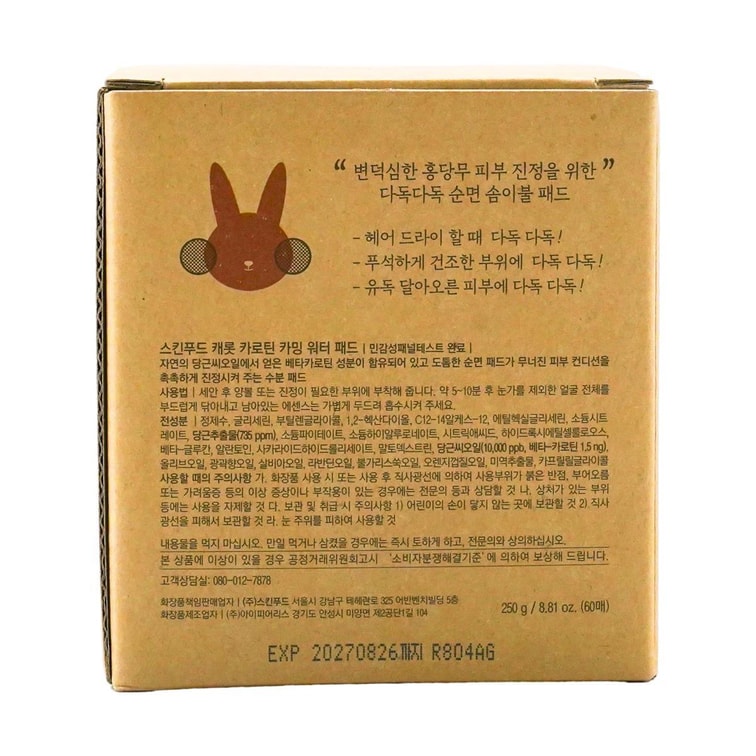 “ 변덕심한 홍당무 피부 진정을 위한 ”
다독다독 순면 솜이불 패드
- 헤어 드라이 할 때 다독 다독!
- 푸석하게 건조한 부위에 다독 다독!
- 유독 달아오른 피부에 다독 다독!
스킨푸드 캐롯 카로틴 카밍 워터 패드 | 민감성패널테스트 완료 |
자연의 당근씨오일에서 얻은 베타카로틴 성분이 함유되어 있고 도톰한 순면 패드가 무너진 피부 컨디션을
촉촉하게 진정시켜 주는 수분 패드
사용법 | 세안 후 양볼 또는 진정이 필요한 부위에 부착해 줍니다. 약 5~10분 후 눈가를 제외한 얼굴 전체를
부드럽게 닦아내고 남아있는 에센스는 가볍게 두드려 흡수시켜 주세요.
전성분 | 정제수, 글리세린, 부틸렌글라이콜, 1,2-헥산다이올, C12-14알케스-12, 에틸헥실글리세린, 소듐시트
레이트, 당근추출물(735 ppm), 소듐파이테이트, 소듐하이알루로네이트, 시트릭애씨드, 하이드록시에틸셀룰로오스,
베타-글루칸, 알란토인, 사카라이드하이드롤리세이트, 말토덱스트린, 당근씨오일(10,000 ppb, 베타-카로틴 1.5 ng),
올리브오일, 광곽향오일, 살비아오일, 라반딘오일, 불가리스쑥오일, 오렌지껍질오일, 미역추출물, 카프릴릴글라이콜
사용할 때의 주의사항 가. 화장품 사용 시 또는 사용 후 직사광선에 의하여 사용부위가 붉은 반점, 부어오름
또는 가려움증 등의 이상 증상이나 부작용이 있는 경우에는 전문의 등과 상담할 것 나. 상처가 있는 부위
등에는 사용을 자제할 것 다. 보관 및 취급 시 주의사항 1) 어린이의 손이 닿지 않는 곳에 보관할 것 2) 직사
광선을 피해서 보관할 것 라. 눈 주위를 피하여 사용할 것
내용물을 먹지 마십시오. 만일 먹거나 삼켰을 경우에는 즉시 토하게 하고, 전문의와 상의하십시오.
본 상품에 이상이 있을 경우 공정거래위원회고시 '소비자분쟁해결기준'에 의하여 보상해 드립니다.
고객상담실: 080-012-7878
화장품책임판매업자 | (주)스킨푸드 서울시 강남구 테헤란로 325 어반벤치빌딩 5층
화장품제조업자 | (주)아이피어리스 경기도 안성시 미양면 제2공단1길 104
250 g / 8.81 oz. (60매)
EXP 20270826까지 R804AG